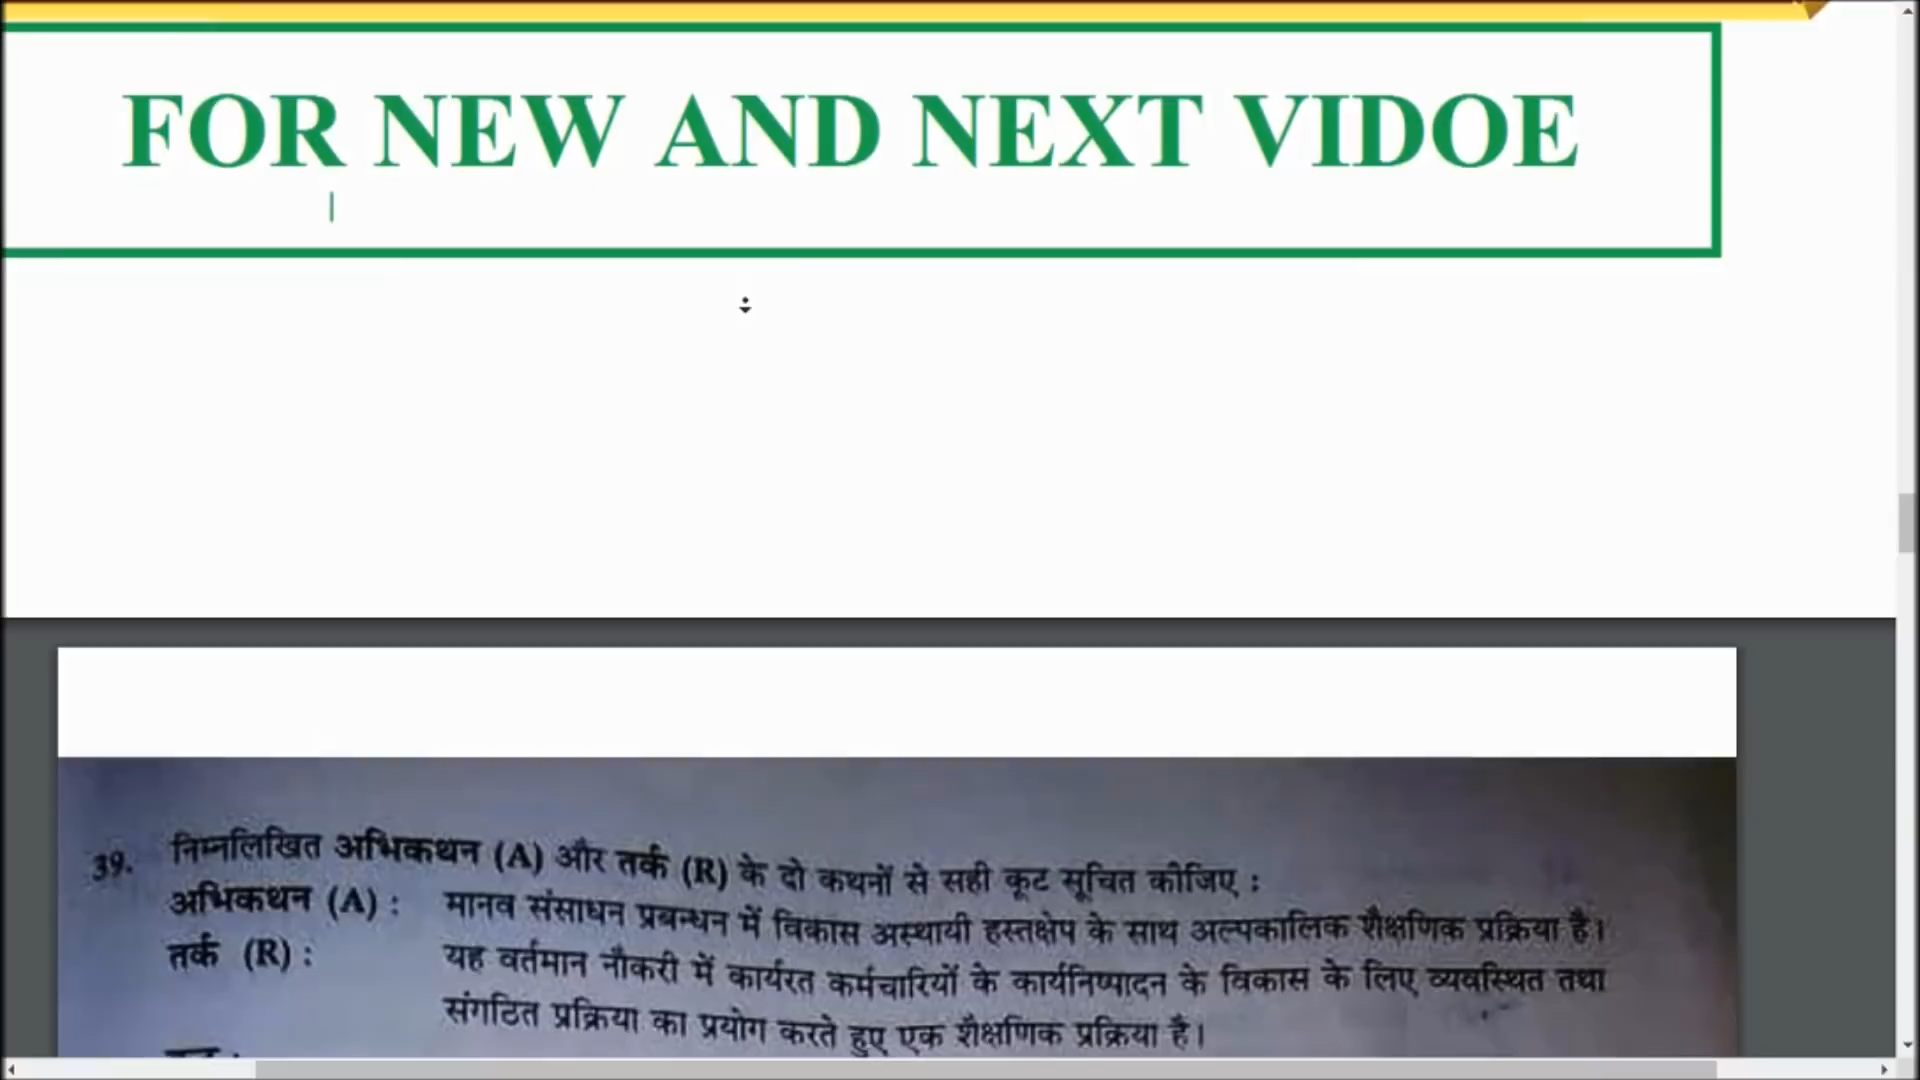 FOR NEW AND NEXT VIDOE
39. निम्नलिखित अभिकथन (A) और तर्क (R) के दो कथनों से सही कूट सूचित कीजिए :
अभिकथन (A) : मानव संसाधन प्रबन्धन में विकास अस्थायी हस्तक्षेप के साथ अल्पकालिक शैक्षणिक प्रक्रिया है।
तर्क (R) : यह वर्तमान नौकरी में कार्यरत कर्मचारियों के कार्यनिष्पादन के विकास के लिए व्यवस्थित तथा
संगठित प्रक्रिया का प्रयोग करते हुए एक शैक्षणिक प्रक्रिया है।